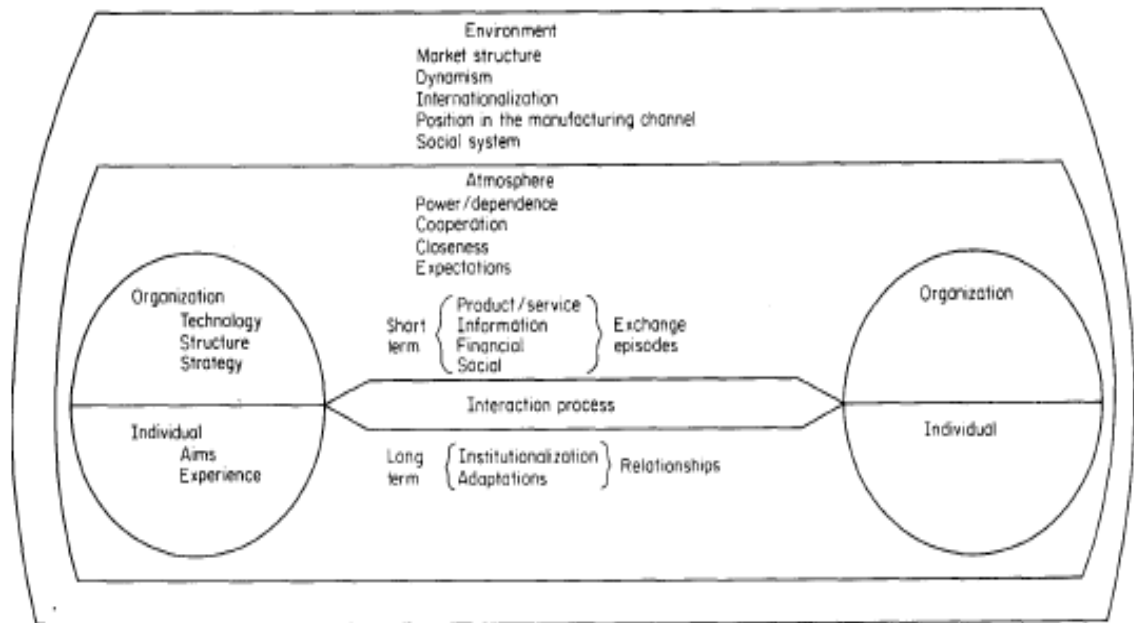 Environment
Market structure
Dynamism
Internationalization
Position in the manufacturing channel
Social system
Atmosphere
Power/dependence
Cooperation
Closeness
Expectations
Organization
Technology
Structure
Strategy
Individual
Aims
Experience
Short
term
Product/service
Information
Financial
Social
Exchange
episodes
Interaction process
Long
term
Institutionalization
Adaptations
Relationships
Organization
Individual